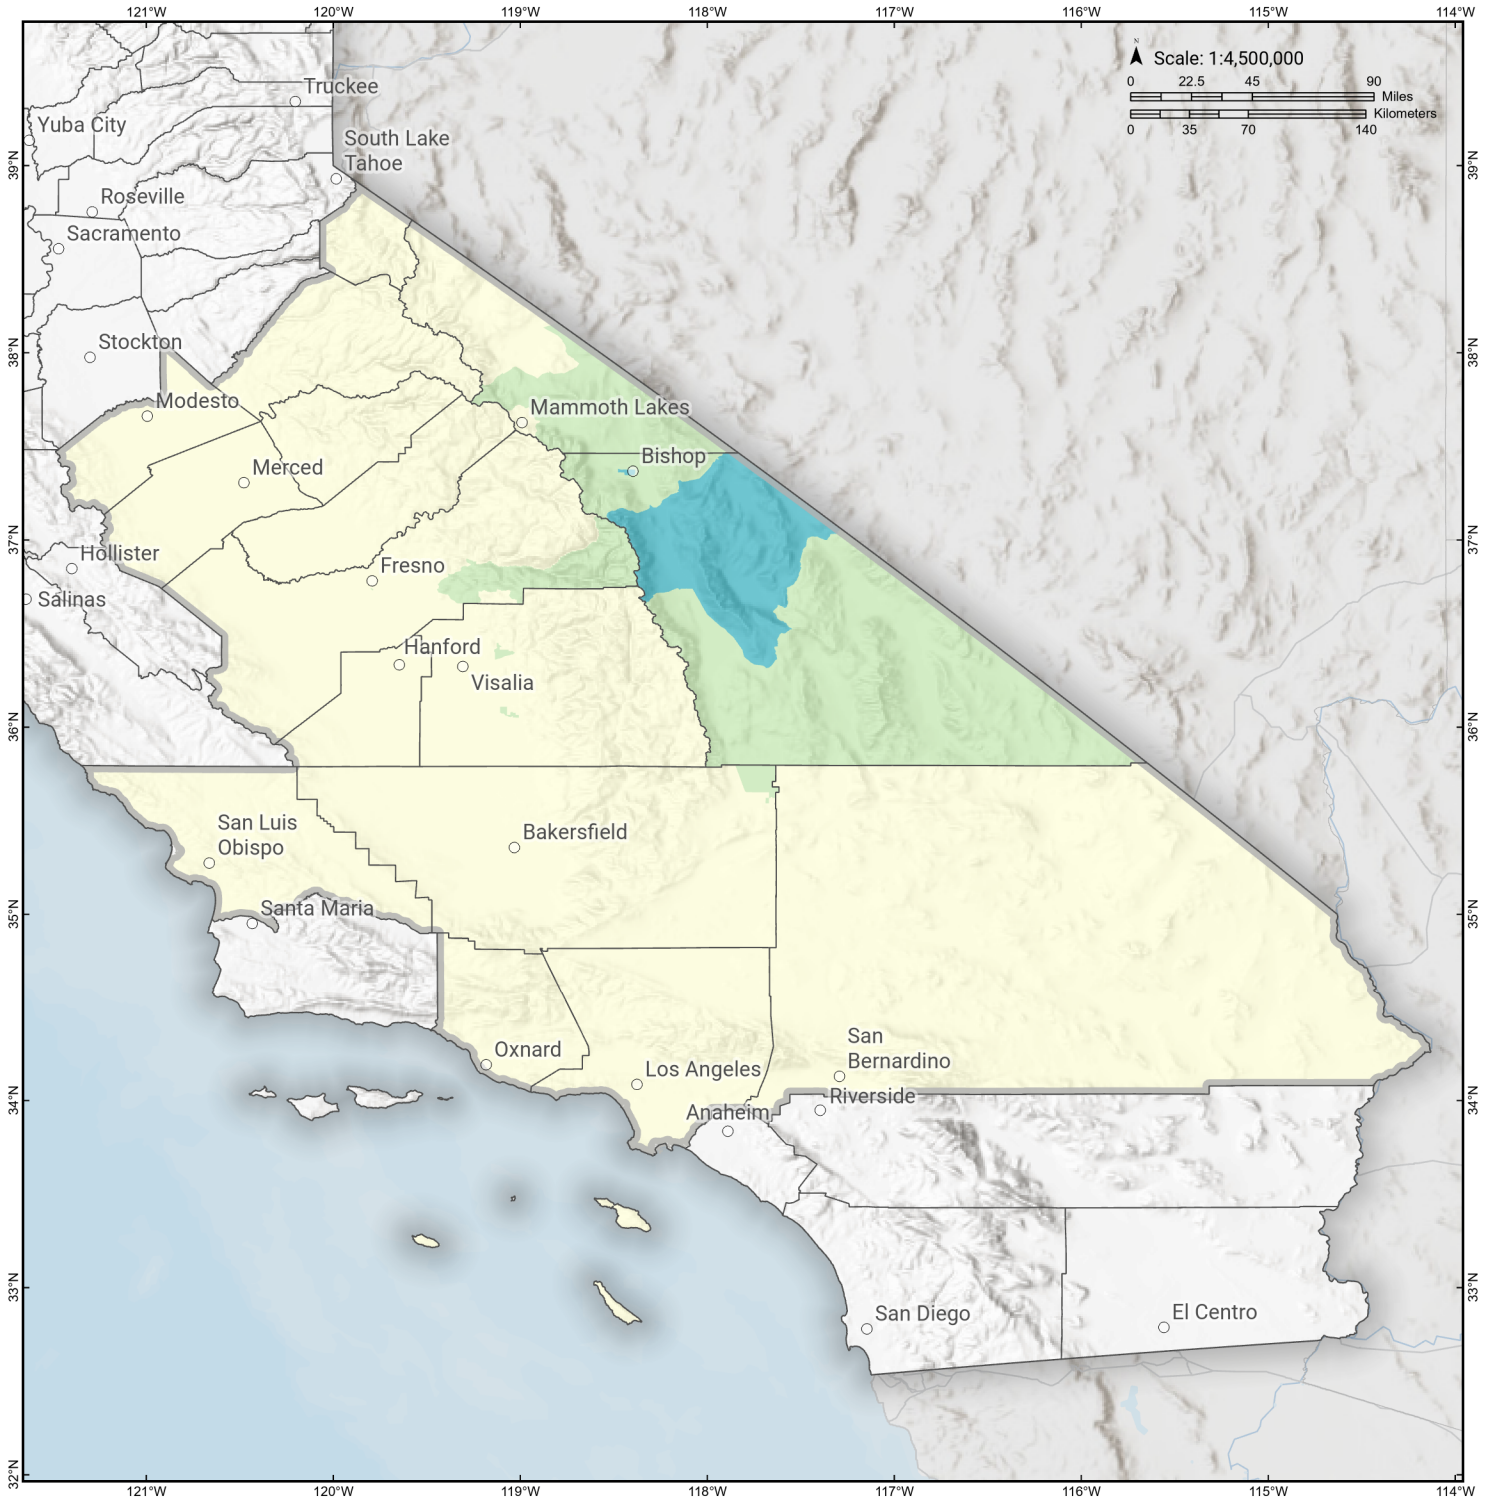 121°W
120°W
119°W
118°W
117°W
116°W
115°W
114°W
N
Scale: 1:4,500,000
0
22.5
45
90
Miles
Kilometers
0
35
70
140
39°N
38°N
37°N
36°N
35°N
34°N
33°N
32°N
39°N
38°N
37°N
36°N
35°N
34°N
33°N
32°N
Truckee
Yuba City
South Lake
Tahoe
Roseville
Sacramento
Stockton
Modesto
Mammoth Lakes
Bishop
Merced
Hollister
Fresno
Salinas
Hanford
Visalia
San Luis
Obispo
Bakersfield
Santa Maria
Oxnard
Los Angeles
San
Bernardino
Riverside
Anaheim
San Diego
El Centro
121°W
120°W
119°W
118°W
117°W
116°W
115°W
114°W